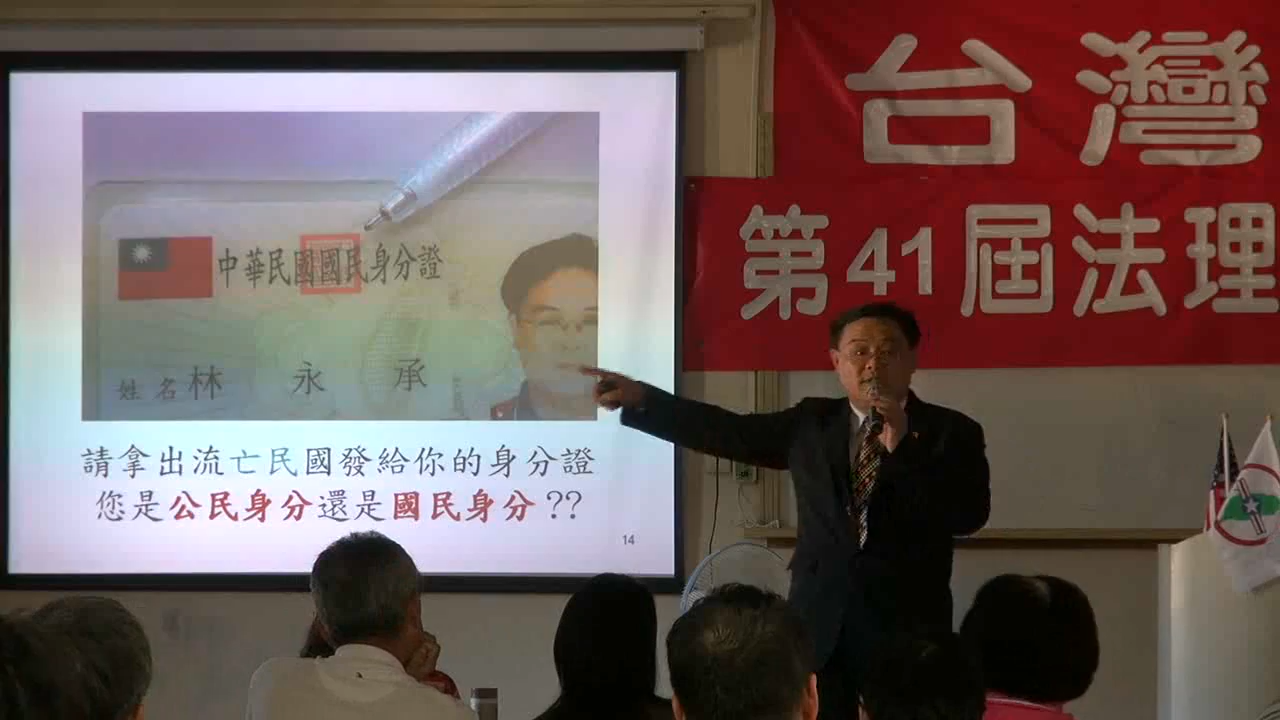 中華民國國民身分證
姓名 林 永 承
請拿出流亡民國發給你的身分證
您是公民身分還是國民身分??
14
台灣
第41屆法理